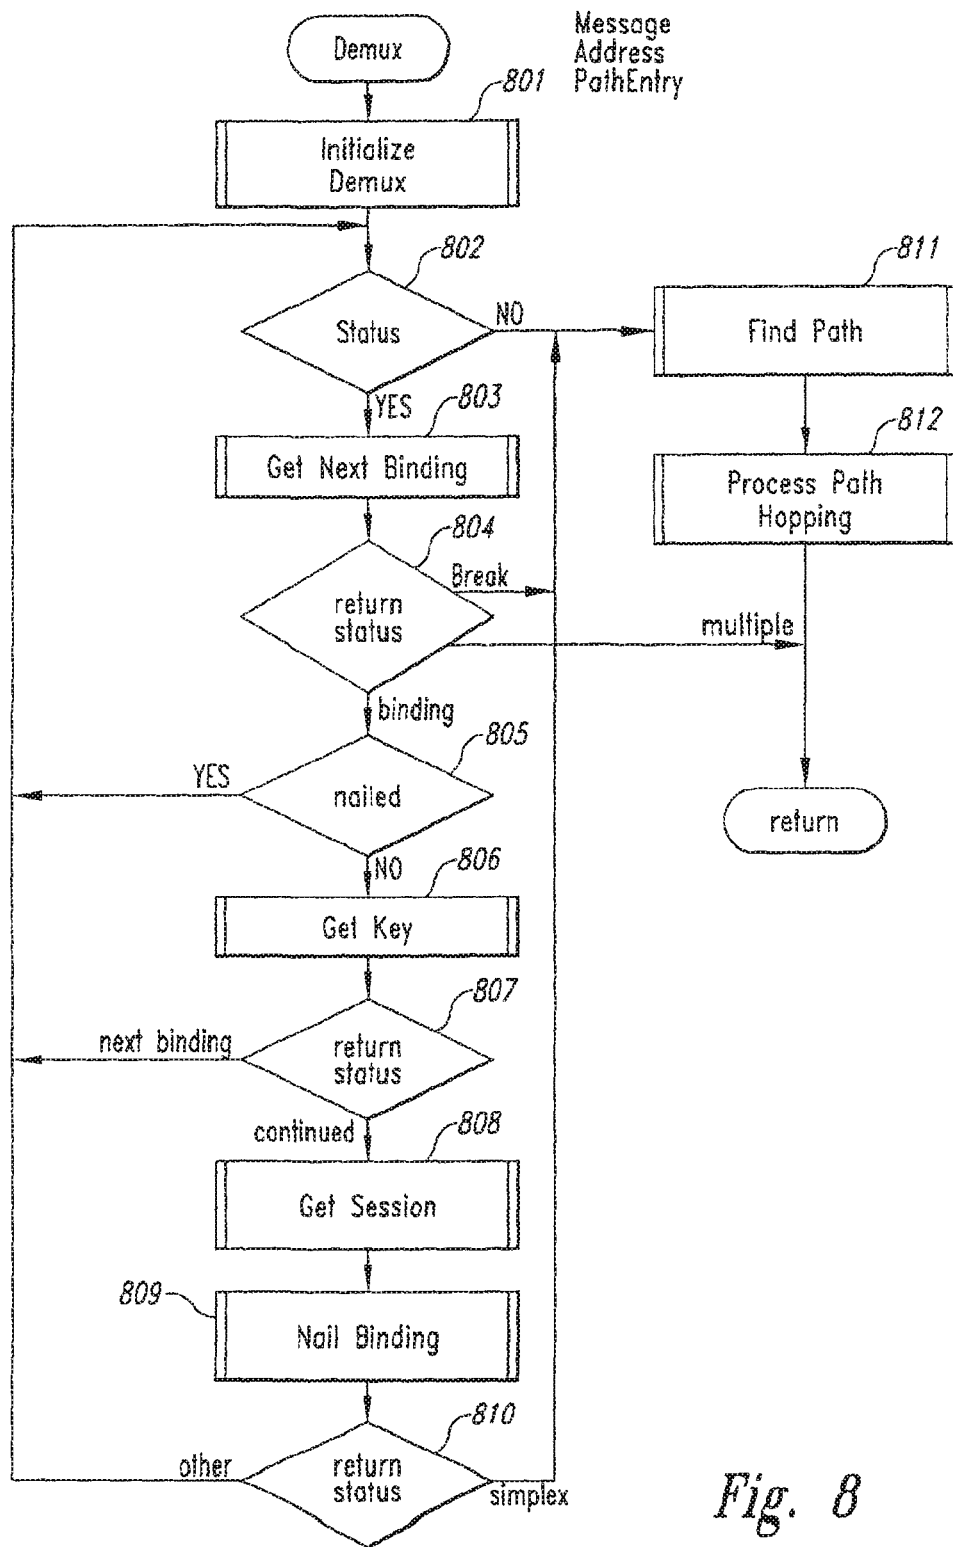 Demux
Message
Address
PathEntry
801
Initialize
Demux
802
Status
NO
YES
811
Find Path
803
Get Next Binding
812
Process Path
Hopping
804
return
status
Break
multiple
binding
805
nailed
YES
NO
return
806
Get Key
807
return
status
next binding
continued
808
Get Session
809
Nail Binding
810
return
status
other
simplex
Fig. 8